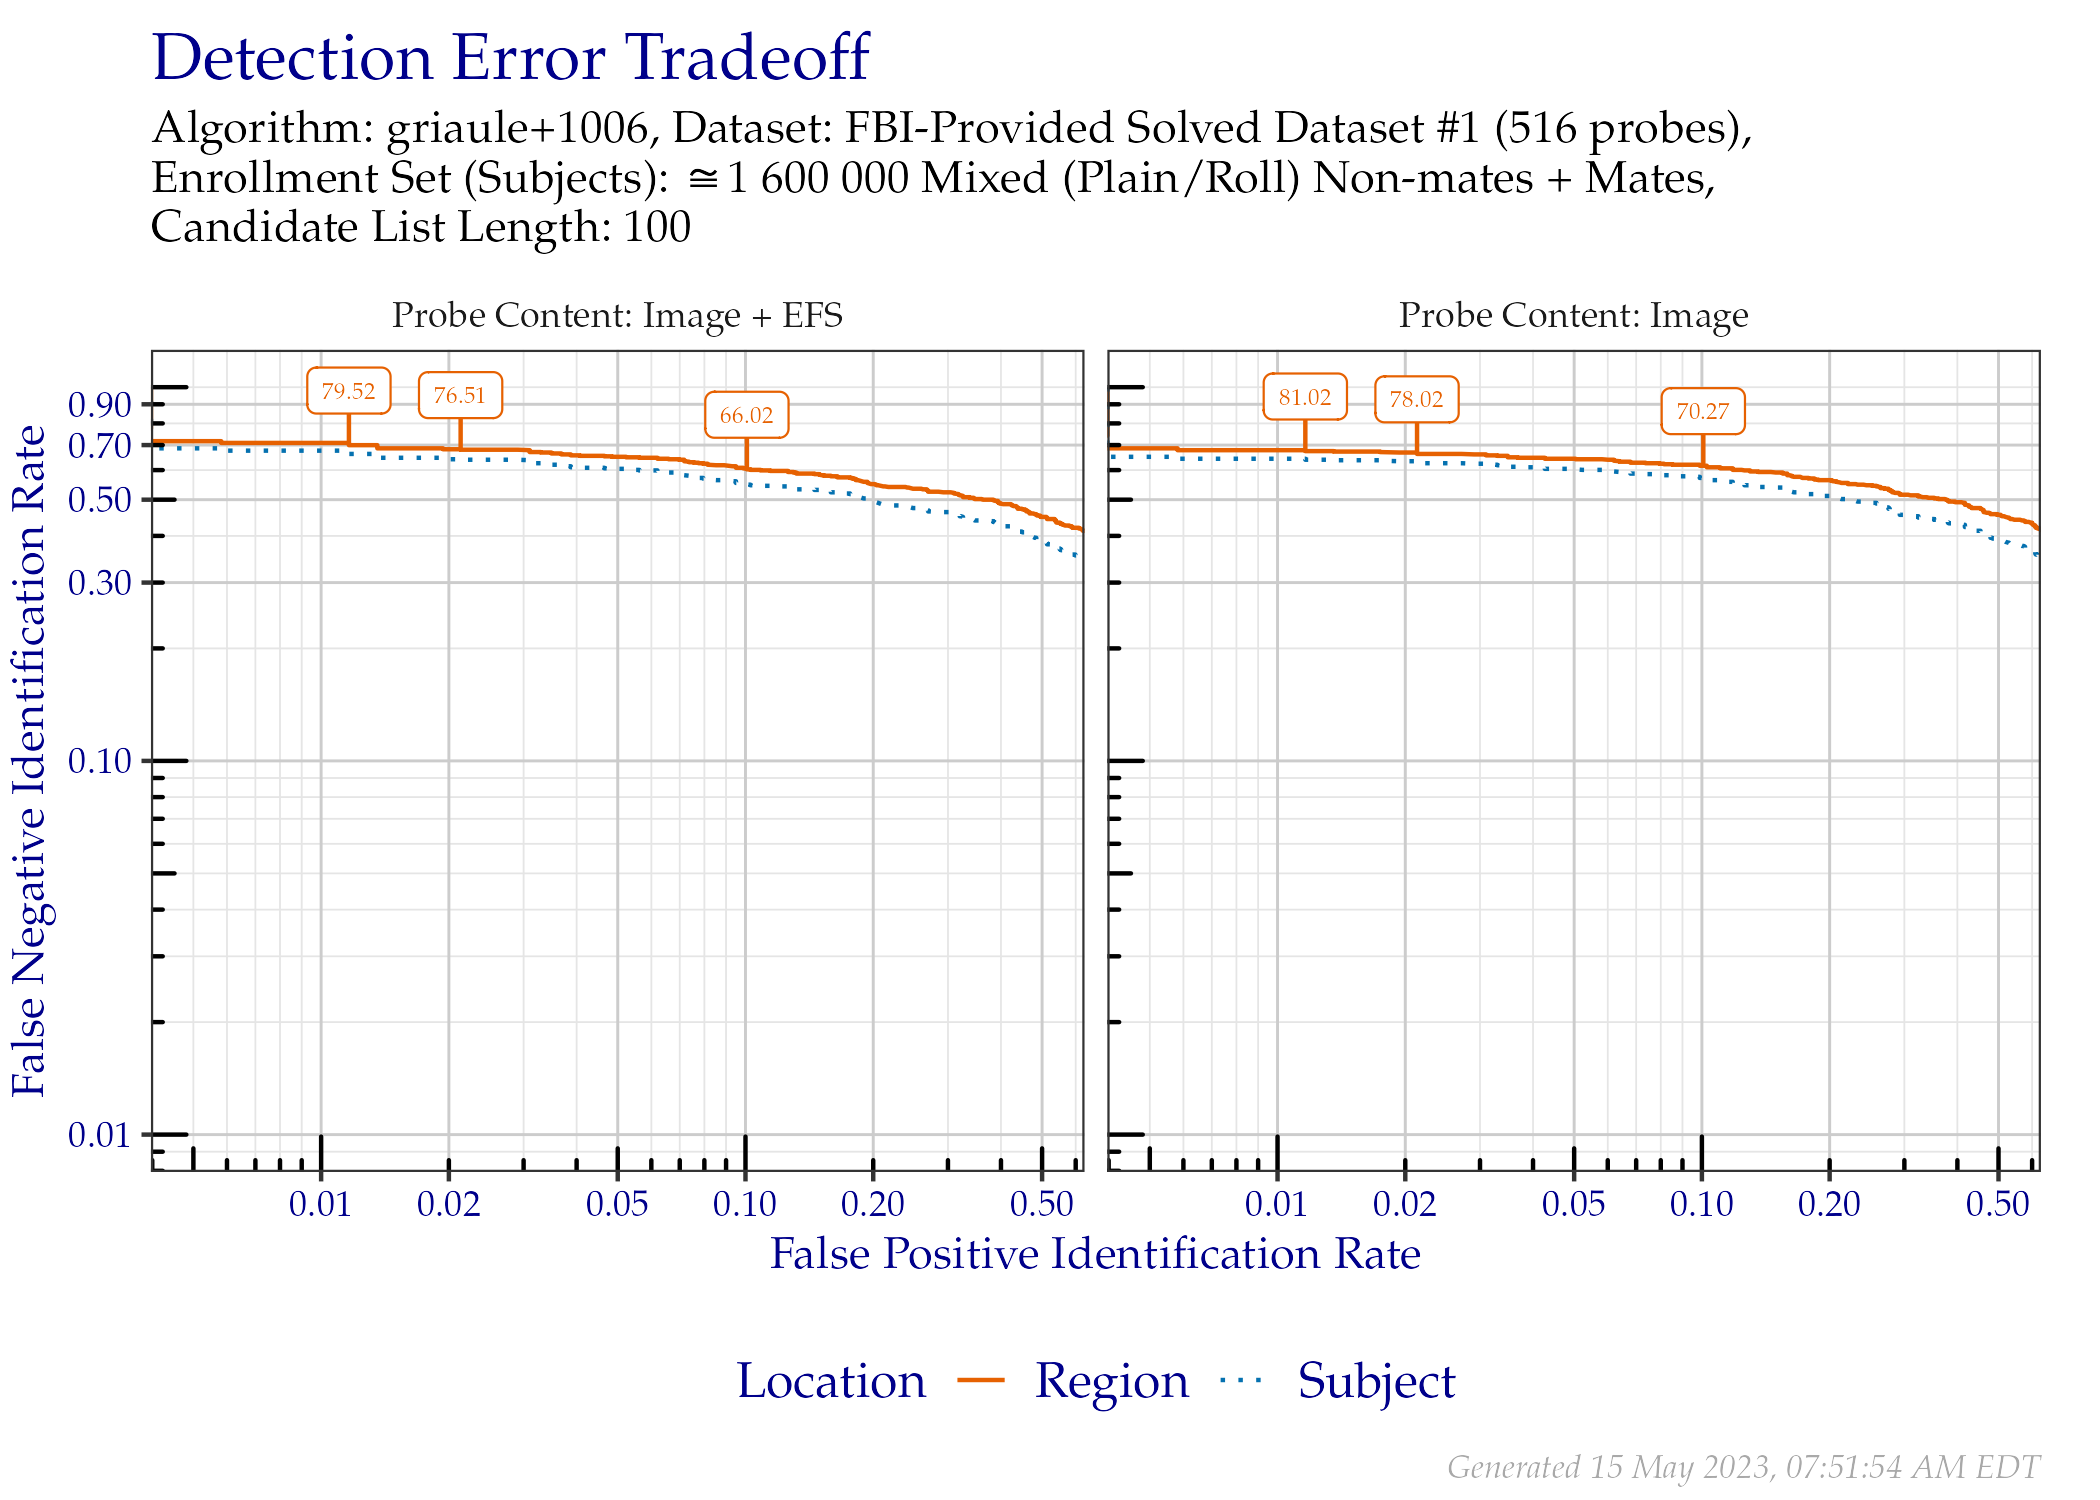 Detection Error Tradeoff
Algorithm: griaule+1006, Dataset: FBI-Provided Solved Dataset #1 (516 probes),
Enrollment Set (Subjects): ≅1 600 000 Mixed (Plain/Roll) Non-mates + Mates,
Candidate List Length: 100
Probe Content: Image + EFS
Probe Content: Image
79.52
76.51
66.02
81.02
78.02
70.27
0.90
0.70
0.50
0.30
0.10
0.01
False Negative Identification Rate
0.01 0.02 0.05 0.10 0.20 0.50
0.01 0.02 0.05 0.10 0.20 0.50
False Positive Identification Rate
Location Region Subject
Generated 15 May 2023, 07:51:54 AM EDT